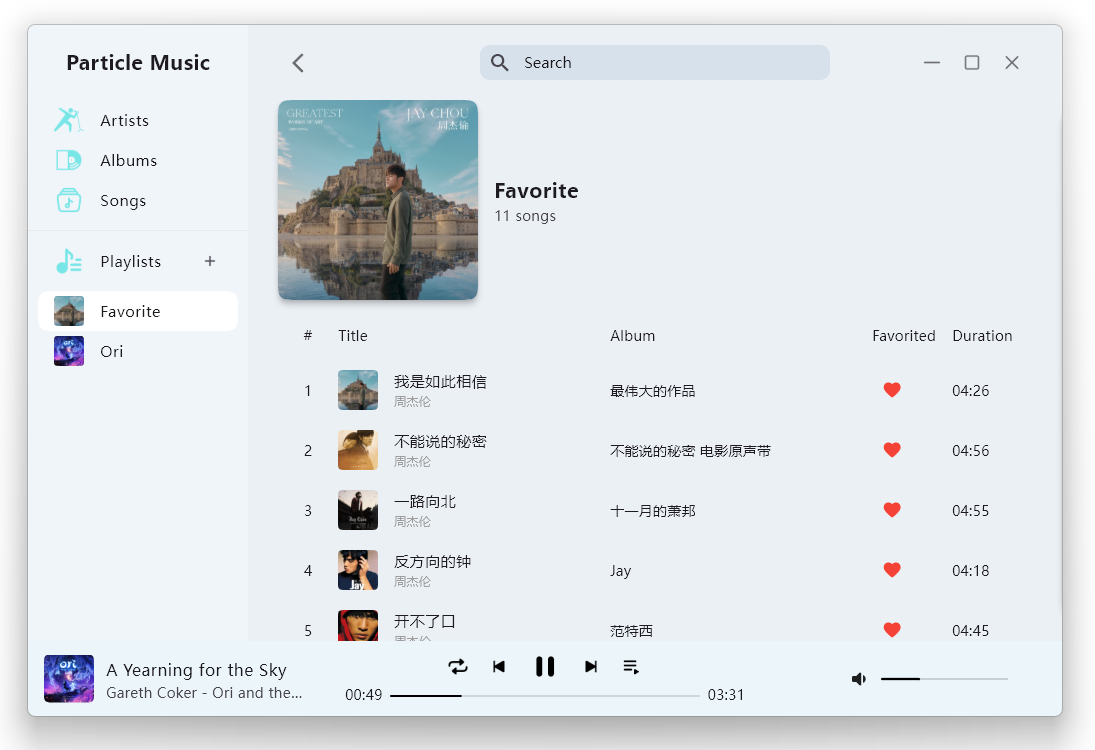 Particle Music
Search
Artists
Albums
Songs
Playlists
Favorite
Ori
GREATEST
JAY CHOU
周杰倫
Favorite
11 songs
# Title Album Favorited Duration
1 我是如此相信 最伟大的作品 04:26
周杰伦
2 不能说的秘密 不能说的秘密 电影原声带 04:56
周杰伦
3 一路向北 十一月的萧邦 04:55
周杰伦
4 反方向的钟 Jay 04:18
周杰伦
5 开不了口 范特西 04:45
周杰伦
ori
A Yearning for the Sky
Gareth Coker - Ori and the...
00:49 03:31